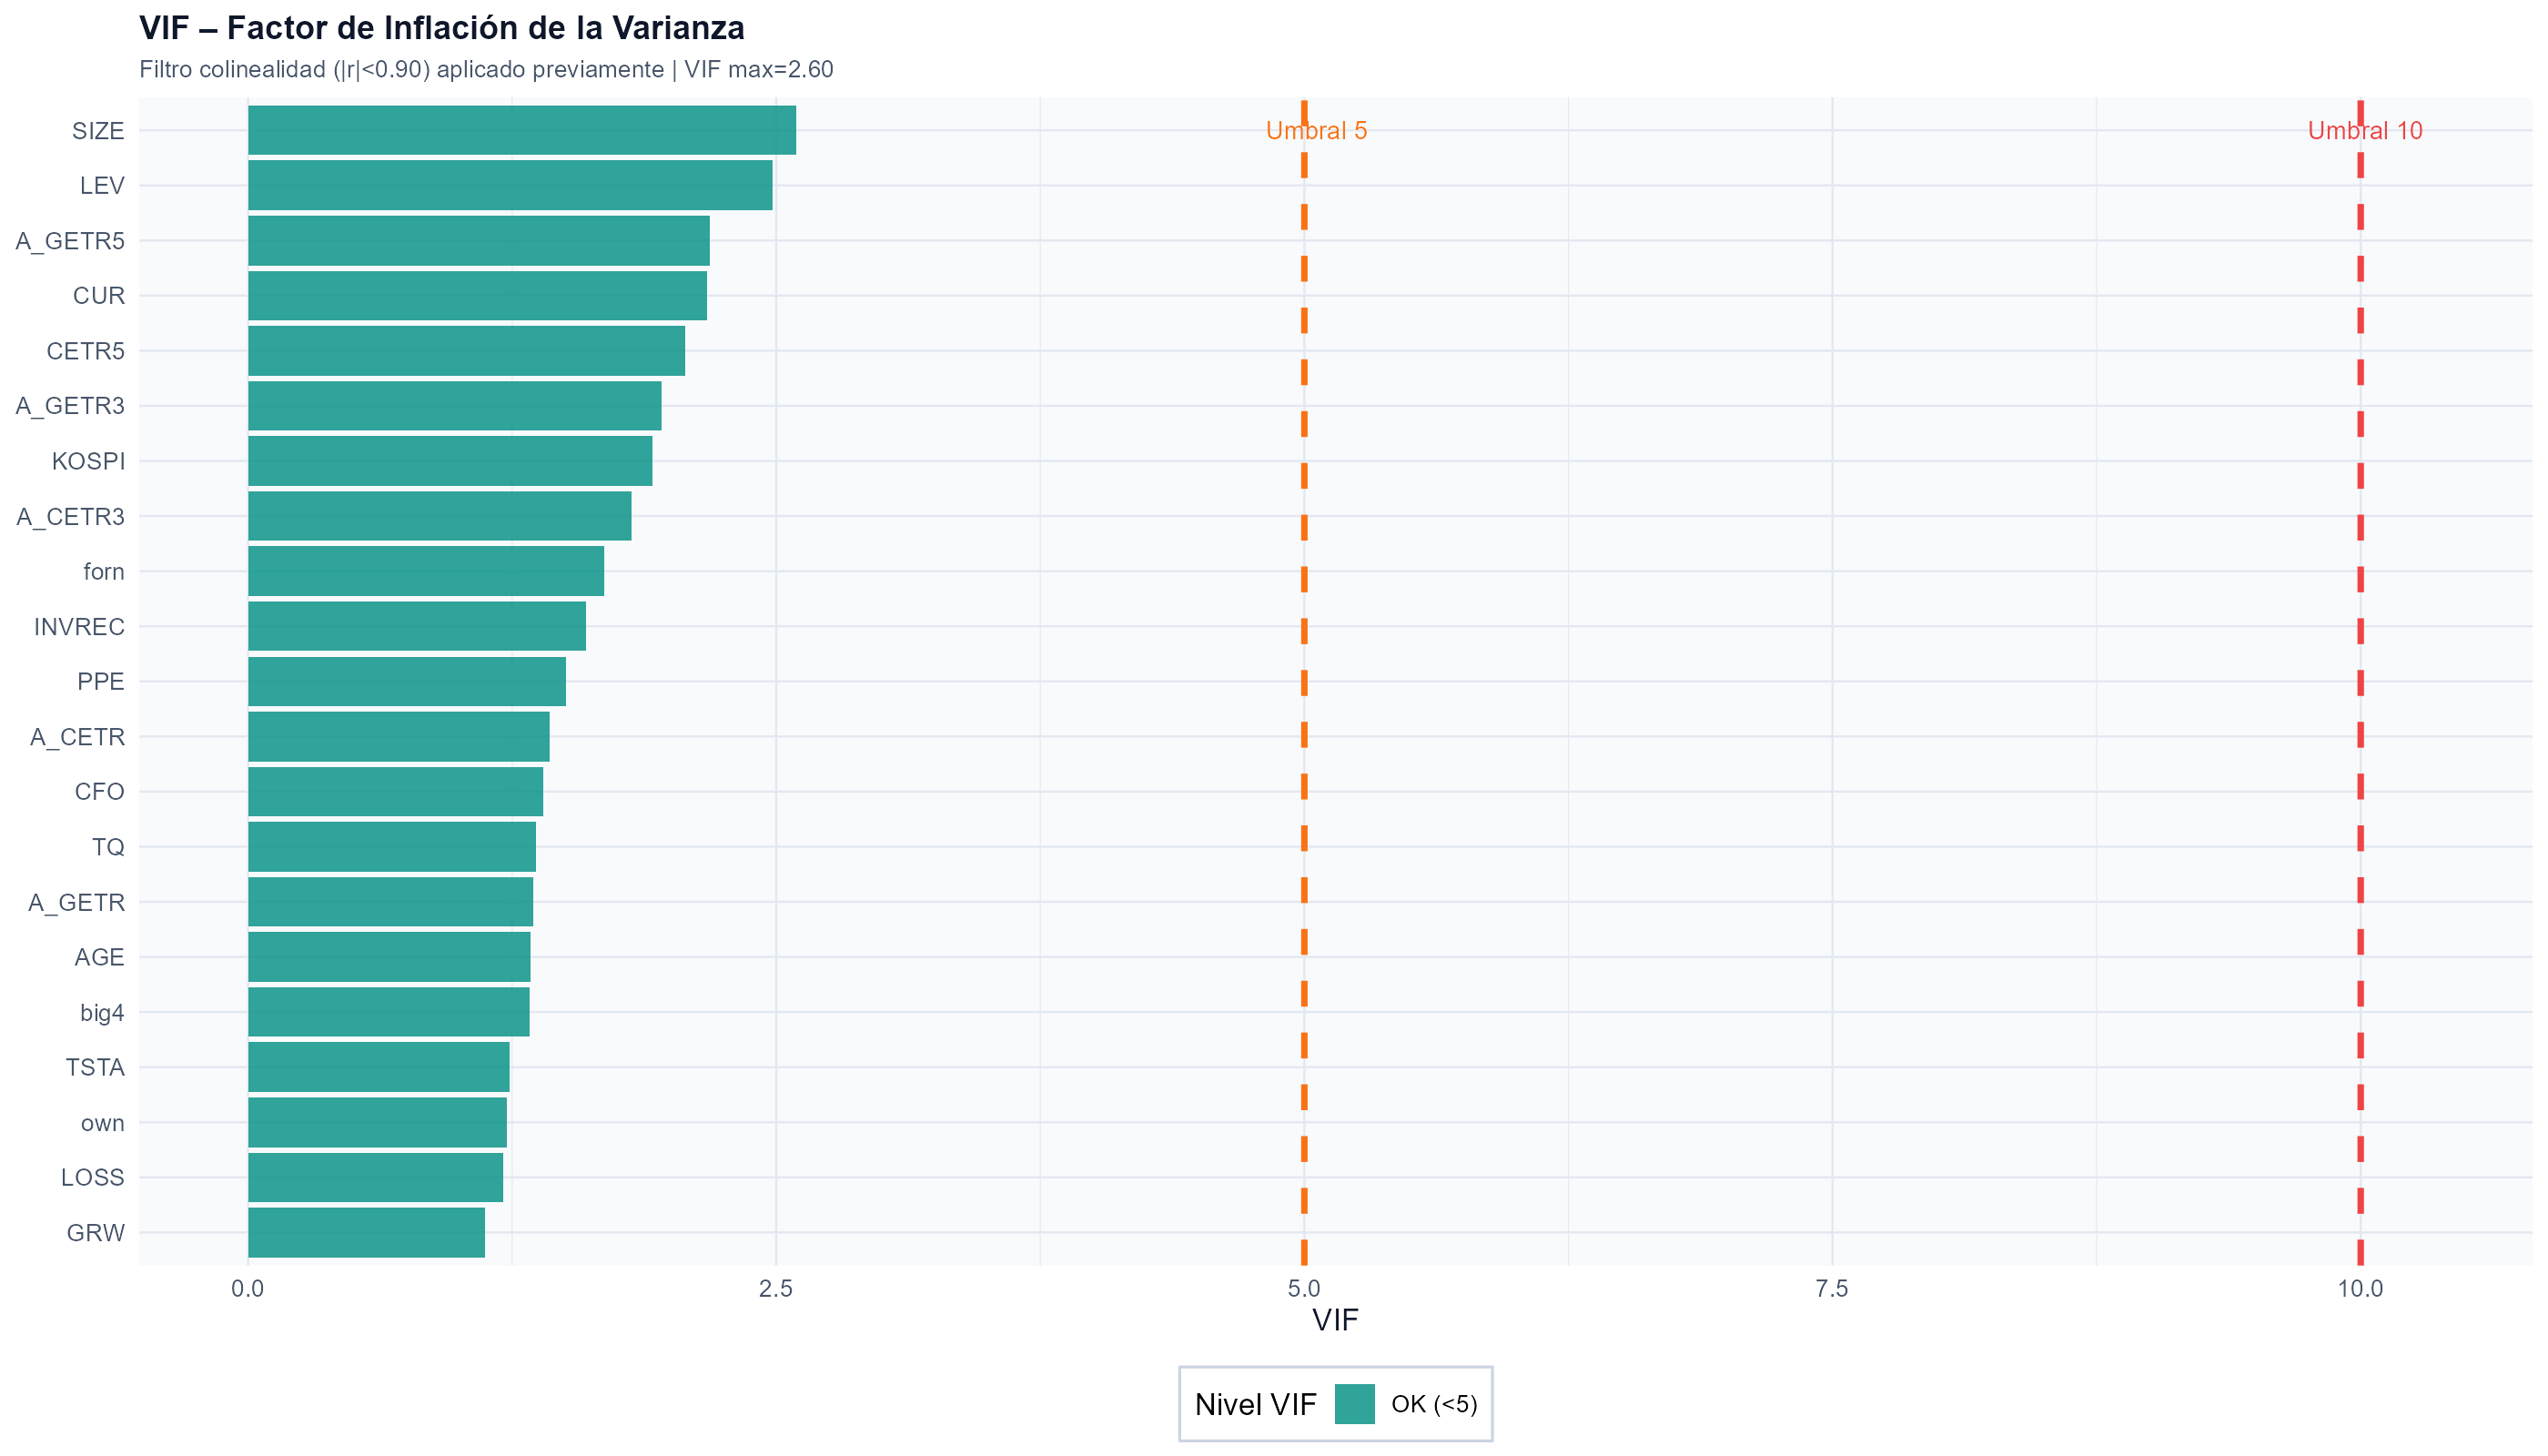 VIF – Factor de Inflación de la Varianza
Filtro colinealidad (|r|<0.90) aplicado previamente | VIF max=2.60
Umbral 5
Umbral 10
SIZE
LEV
A_GETR5
CUR
CETR5
A_GETR3
KOSPI
A_CETR3
forn
INVREC
PPE
A_CETR
CFO
TQ
A_GETR
AGE
big4
TSTA
own
LOSS
GRW
0.0 2.5 5.0 7.5 10.0
VIF
Nivel VIF OK (<5)